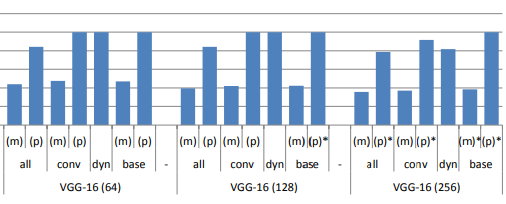 (m) (p) (m) (p) (m) (p) (m) (p) (m) (p) (m) (p)* (m) (p)* (m) (p)* (m)* (p)*
all conv dyn base - all conv dyn base - all conv dyn base
VGG-16 (64) VGG-16 (128) VGG-16 (256)